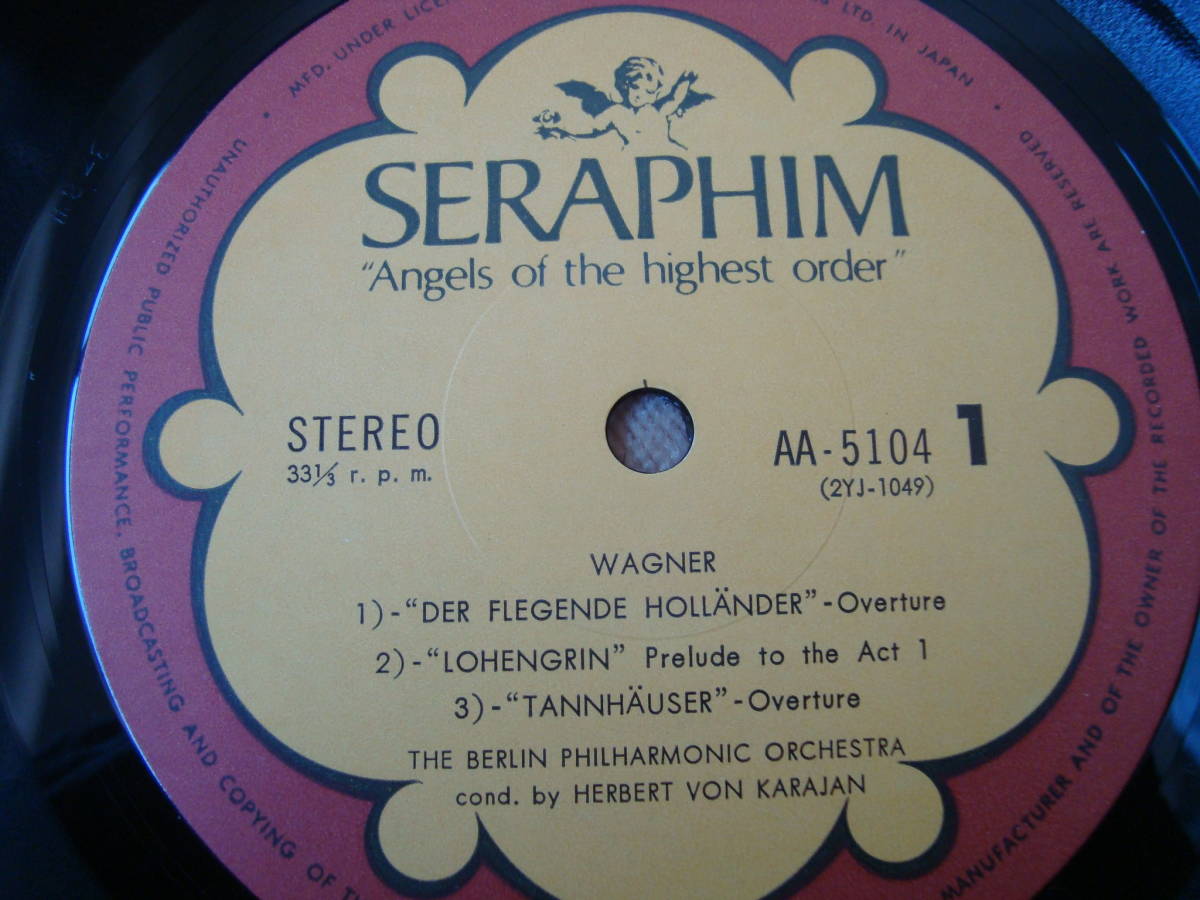 MFD. UNDER LICEN
LTD. IN JAPAN
UNAUTHORIZED PUBLIC PERFORMANCE, BROADCASTING AND COPYING OF
MANUFACTURER AND OF THE OWNER OF THE RECORDED WORK ARE RESERVED
SERAPHIM
“Angels of the highest order”
STEREO
33⅓ r. p. m.
AA-5104 1
(2YJ-1049)
WAGNER
1)-“DER FLEGENDE HOLLÄNDER”-Overture
2)-“LOHENGRIN” Prelude to the Act 1
3)-“TANNHÄUSER”-Overture
THE BERLIN PHILHARMONIC ORCHESTRA
cond. by HERBERT VON KARAJAN